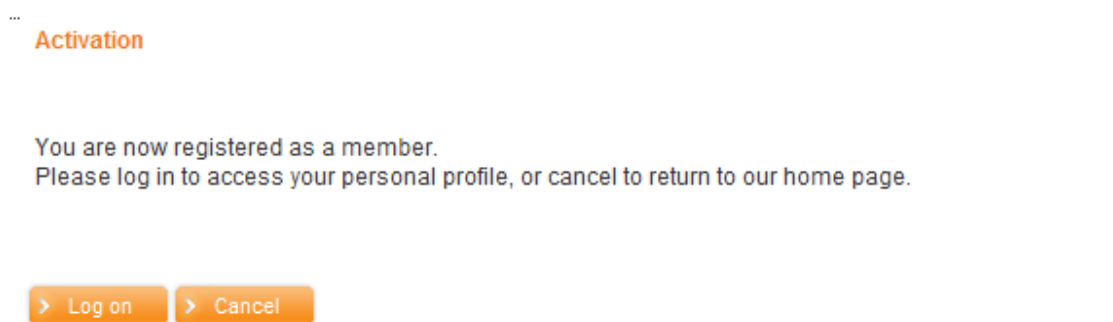 ...
Activation
You are now registered as a member.
Please log in to access your personal profile, or cancel to return to our home page.
Log on
Cancel